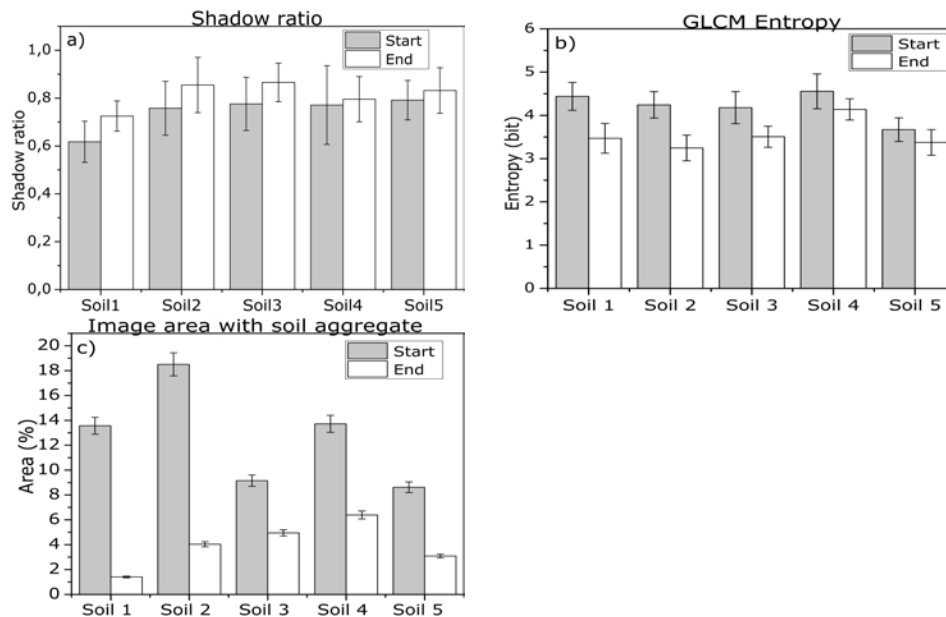 Shadow ratio
a)
Start
End
1,0
0,8
0,6
0,4
0,2
0,0
Shadow ratio
Soil1 Soil2 Soil3 Soil4 Soil5
GLCM Entropy
b)
Start
End
6
5
4
3
2
1
0
Entropy (bit)
Soil 1 Soil 2 Soil 3 Soil 4 Soil 5
Image area with soil aggregate
c)
Start
End
20
18
16
14
12
10
8
6
4
2
0
Area (%)
Soil 1 Soil 2 Soil 3 Soil 4 Soil 5